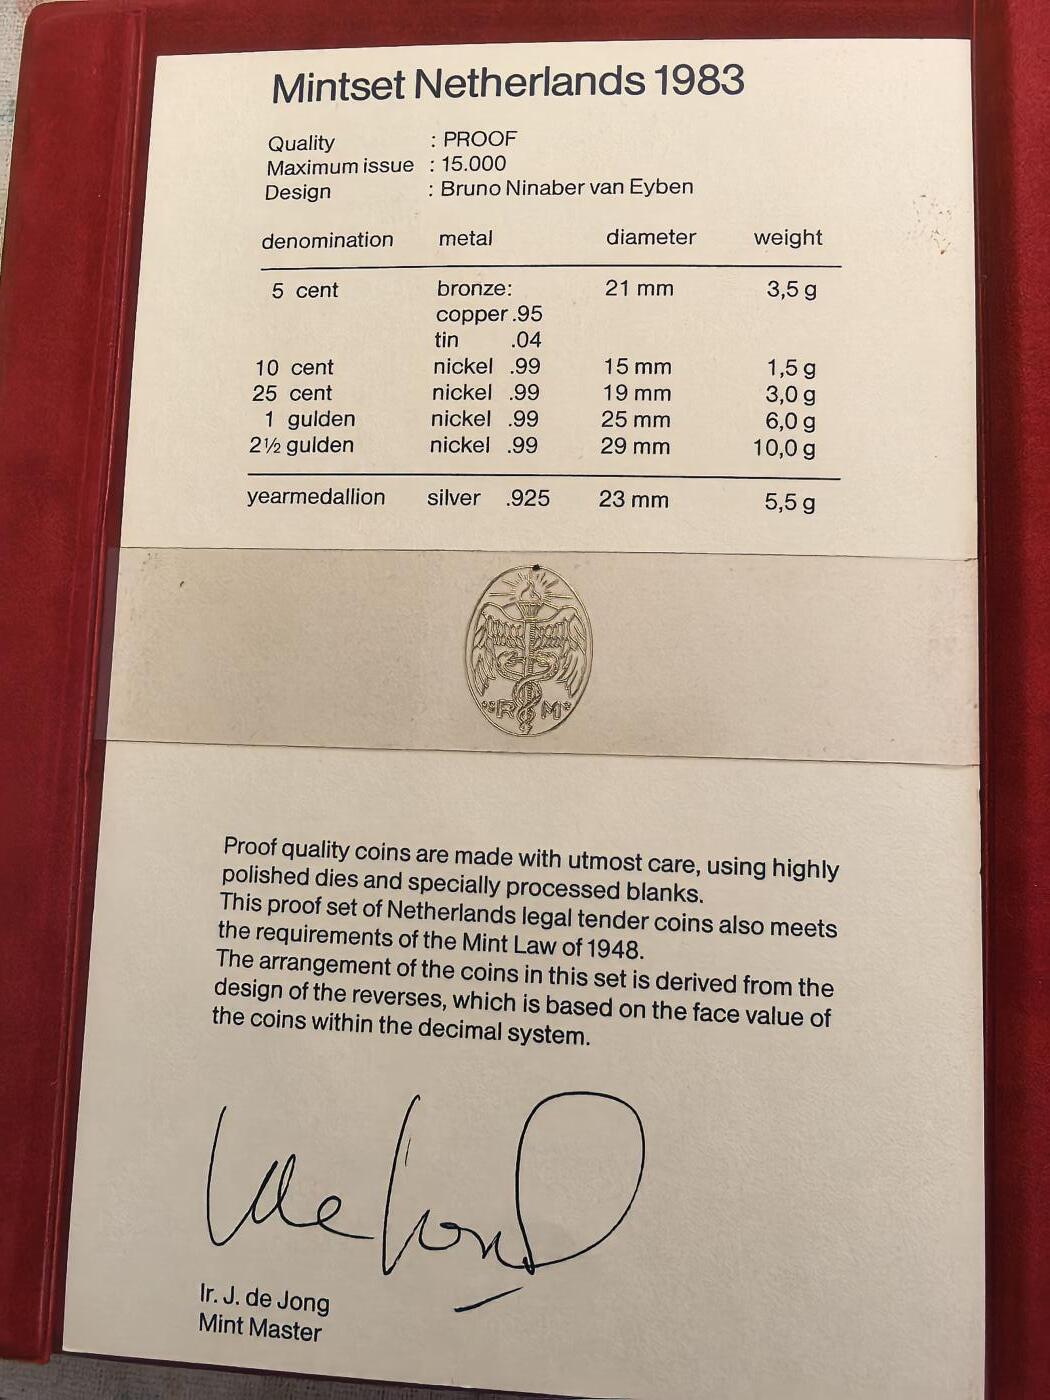 Mintset Netherlands 1983
Quality : PROOF
Maximum issue : 15.000
Design : Bruno Ninaber van Eyben
denomination metal diameter weight
5 cent bronze: 21 mm 3,5 g
copper .95
tin .04
10 cent nickel .99 15 mm 1,5 g
25 cent nickel .99 19 mm 3,0 g
1 gulden nickel .99 25 mm 6,0 g
2½ gulden nickel .99 29 mm 10,0 g
yearmedallion silver .925 23 mm 5,5 g
R M
Proof quality coins are made with utmost care, using highly
polished dies and specially processed blanks.
This proof set of Netherlands legal tender coins also meets
the requirements of the Mint Law of 1948.
The arrangement of the coins in this set is derived from the
design of the reverses, which is based on the face value of
the coins within the decimal system.
Ir. J. de Jong
Mint Master